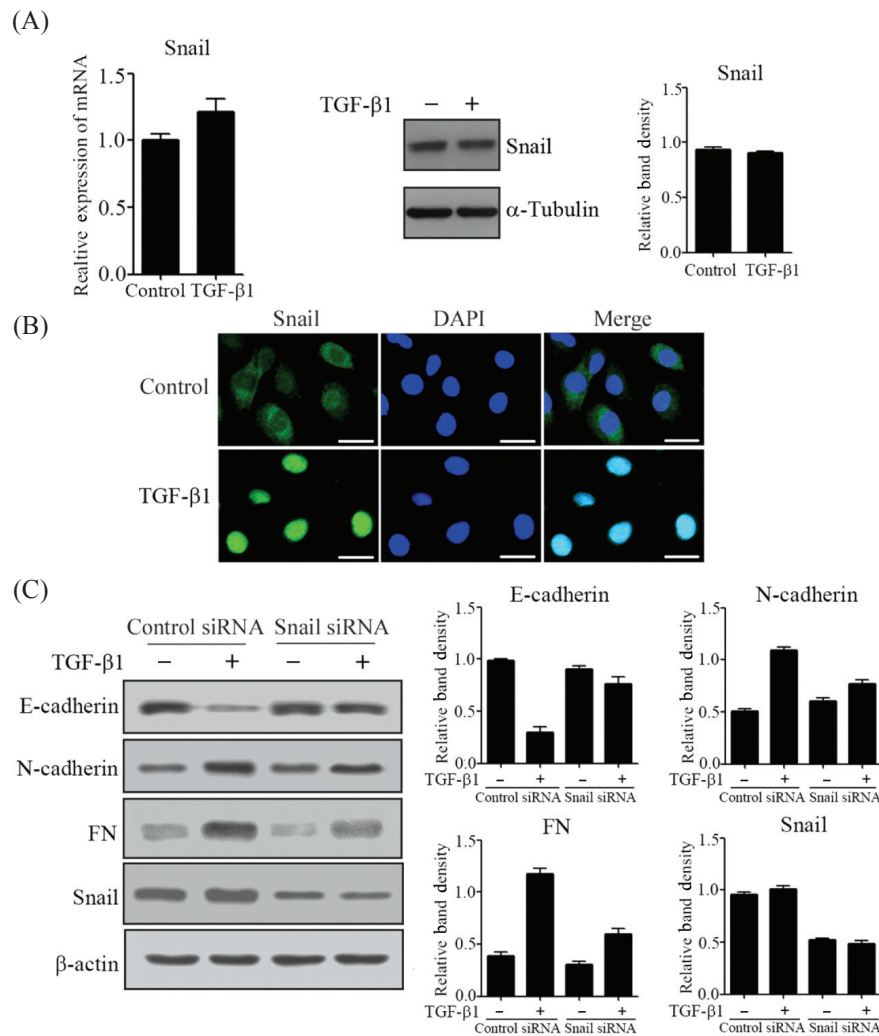 (A)
Snail
Realtive expression of mRNA
1.5
1.0
0.5
0.0
Control TGF-β1
TGF-β1 – +
Snail
α-Tubulin
Snail
Relative band density
1.5
1.0
0.5
0.0
Control TGF-β1
(B)
Snail DAPI Merge
Control
TGF-β1
(C)
Control siRNA Snail siRNA
TGF-β1 – + – +
E-cadherin
N-cadherin
FN
Snail
β-actin
E-cadherin
Relative band density
1.5
1.0
0.5
0.0
TGF-β1 – + – +
Control siRNA Snail siRNA
N-cadherin
Relative band density
1.5
1.0
0.5
0.0
TGF-β1 – + – +
Control siRNA Snail siRNA
FN
Relative band density
1.5
1.0
0.5
0.0
TGF-β1 – + – +
Control siRNA Snail siRNA
Snail
Relative band density
1.5
1.0
0.5
0.0
TGF-β1 – + – +
Control siRNA Snail siRNA